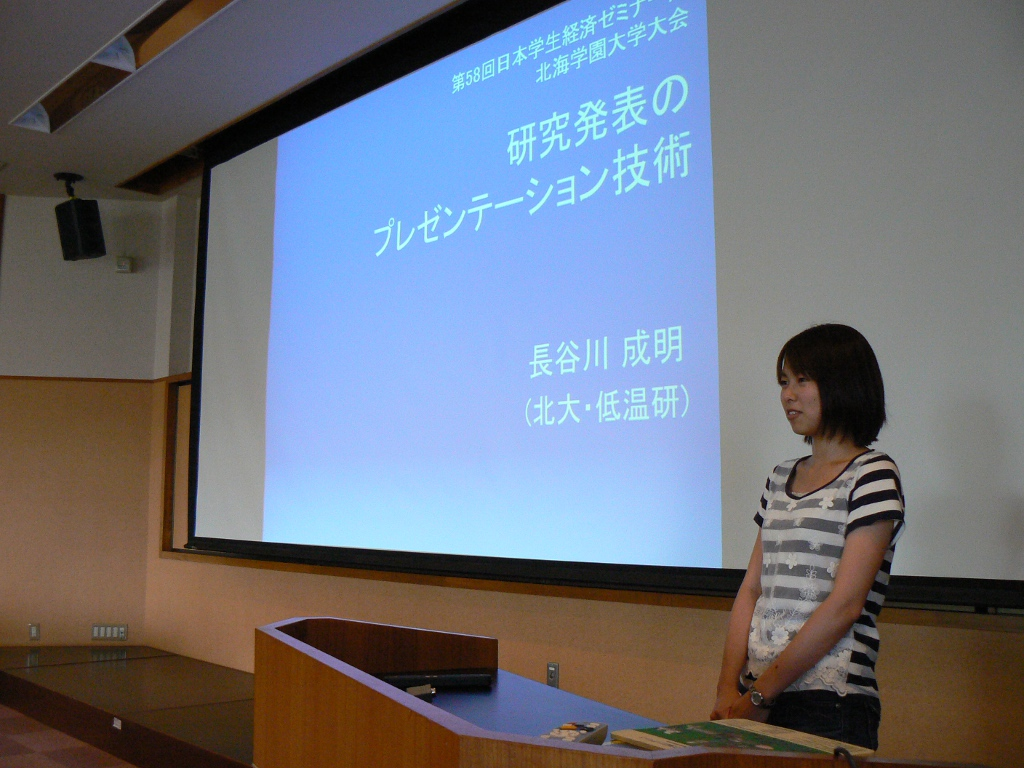 第58回日本学生経済ゼミナール
北海学園大学大会
研究発表の
プレゼンテーション技術
長谷川 成明
(北大・低温研)